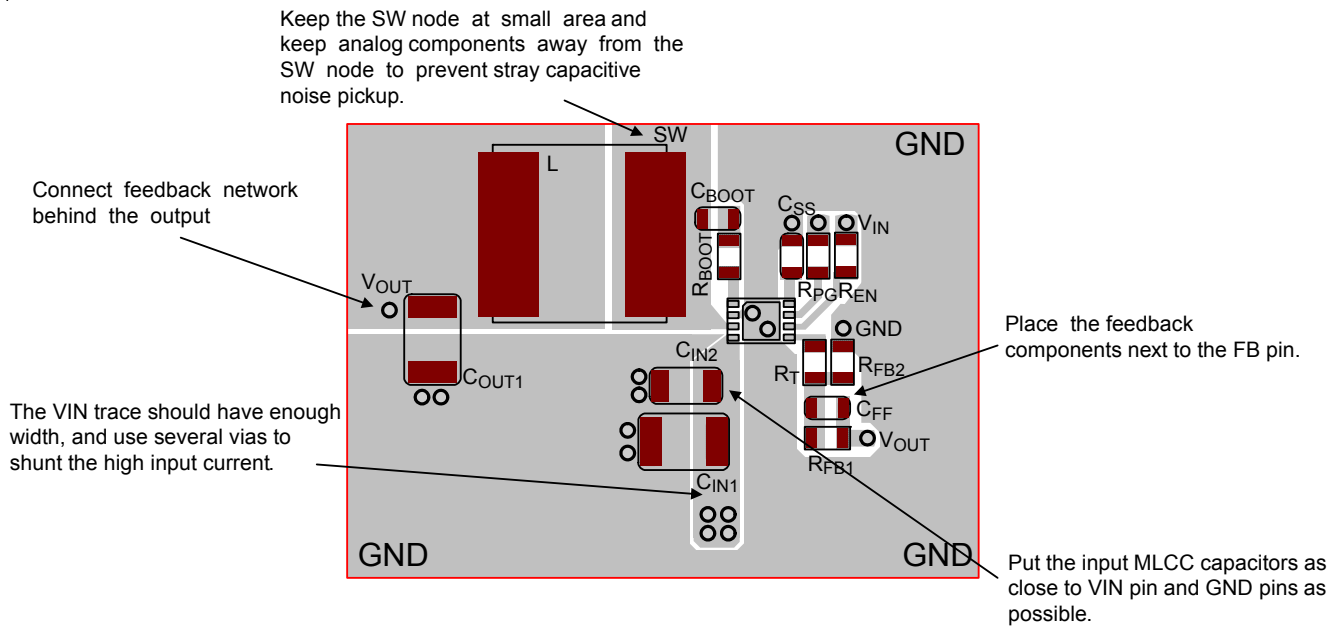 Keep the SW node at small area and
keep analog components away from the
SW node to prevent stray capacitive
noise pickup.
SW
GND
L
Connect feedback network
behind the output
CBOOT
CSS
VIN
RBOOT
RPG
REN
VOUT
GND
Place the feedback
components next to the FB pin.
CIN2
RT
RFB2
COUT1
CFF
The VIN trace should have enough
width, and use several vias to
shunt the high input current.
VOUT
RFB1
CIN1
GND
GND
Put the input MLCC capacitors as
close to VIN pin and GND pins as
possible.